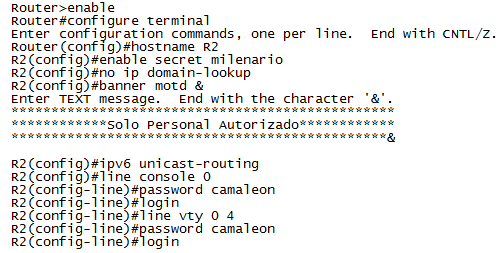 Router>enable
Router#configure terminal
Enter configuration commands, one per line.  End with CNTL/Z.
Router(config)#hostname R2
R2(config)#enable secret milenario
R2(config)#no ip domain-lookup
R2(config)#banner motd &
Enter TEXT message.  End with the character '&'.
************************************************
************Solo Personal Autorizado************
***********************************************&
R2(config)#ipv6 unicast-routing
R2(config)#line console 0
R2(config-line)#password camaleon
R2(config-line)#login
R2(config-line)#line vty 0 4
R2(config-line)#password camaleon
R2(config-line)#login